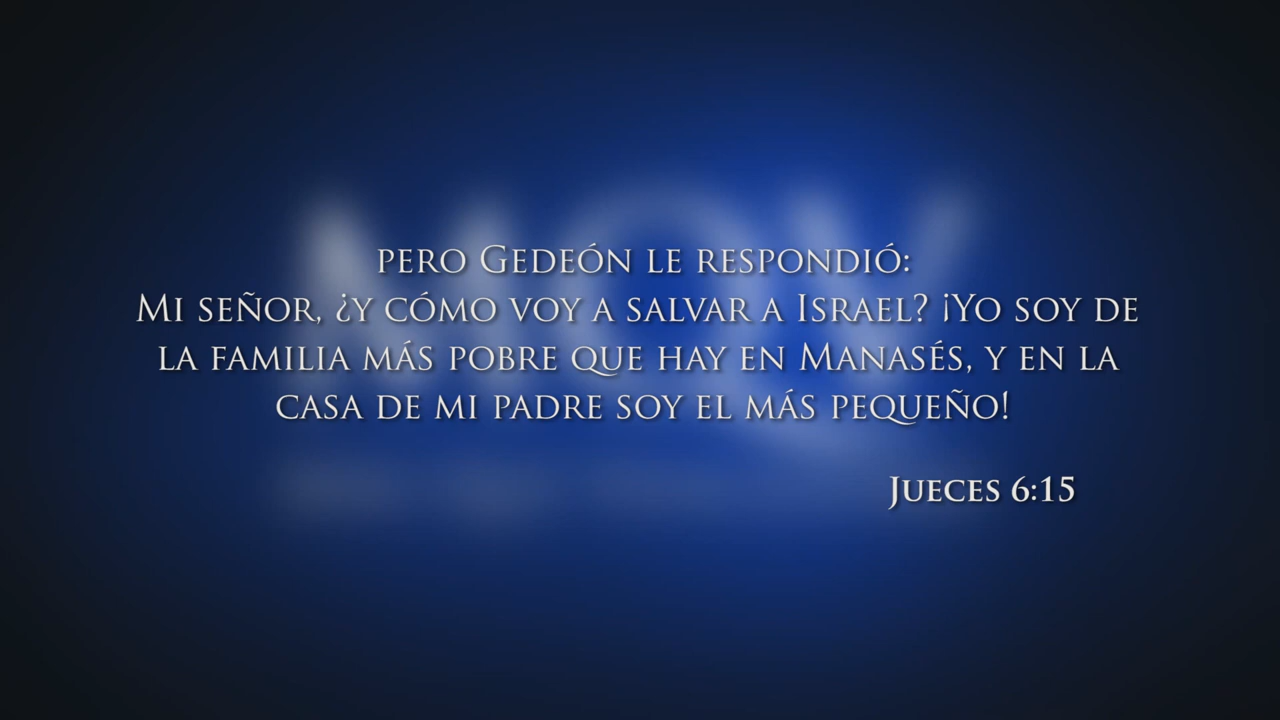 pero Gedeón le respondió:
Mi señor, ¿y cómo voy a salvar a Israel? ¡Yo soy de
la familia más pobre que hay en Manasés, y en la
casa de mi padre soy el más pequeño!
Jueces 6:15